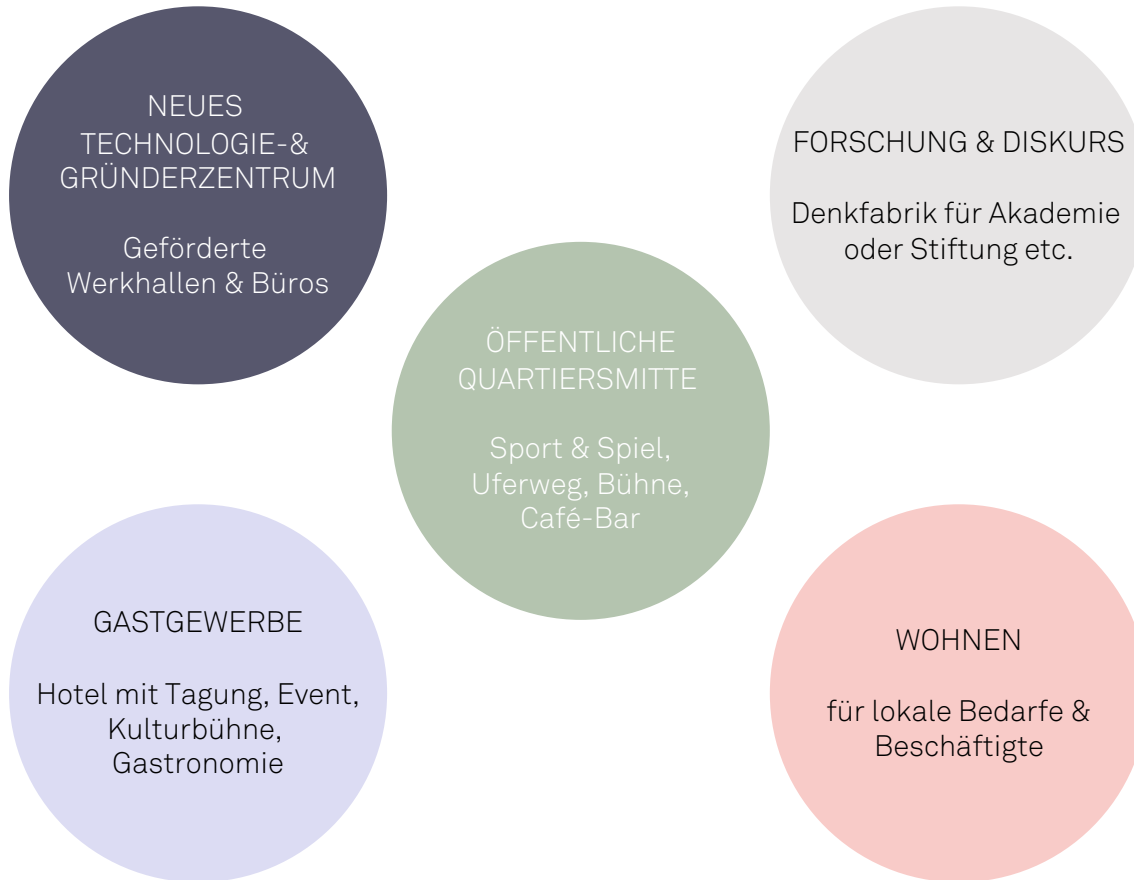 NEUES
TECHNOLOGIE-&
GRÜNDERZENTRUM
Geförderte
Werkhallen & Büros
FORSCHUNG & DISKURS
Denkfabrik für Akademie
oder Stiftung etc.
ÖFFENTLICHE
QUARTIERSMITTE
Sport & Spiel,
Uferweg, Bühne,
Café-Bar
GASTGEWERBE
Hotel mit Tagung, Event,
Kulturbühne,
Gastronomie
WOHNEN
für lokale Bedarfe &
Beschäftigte